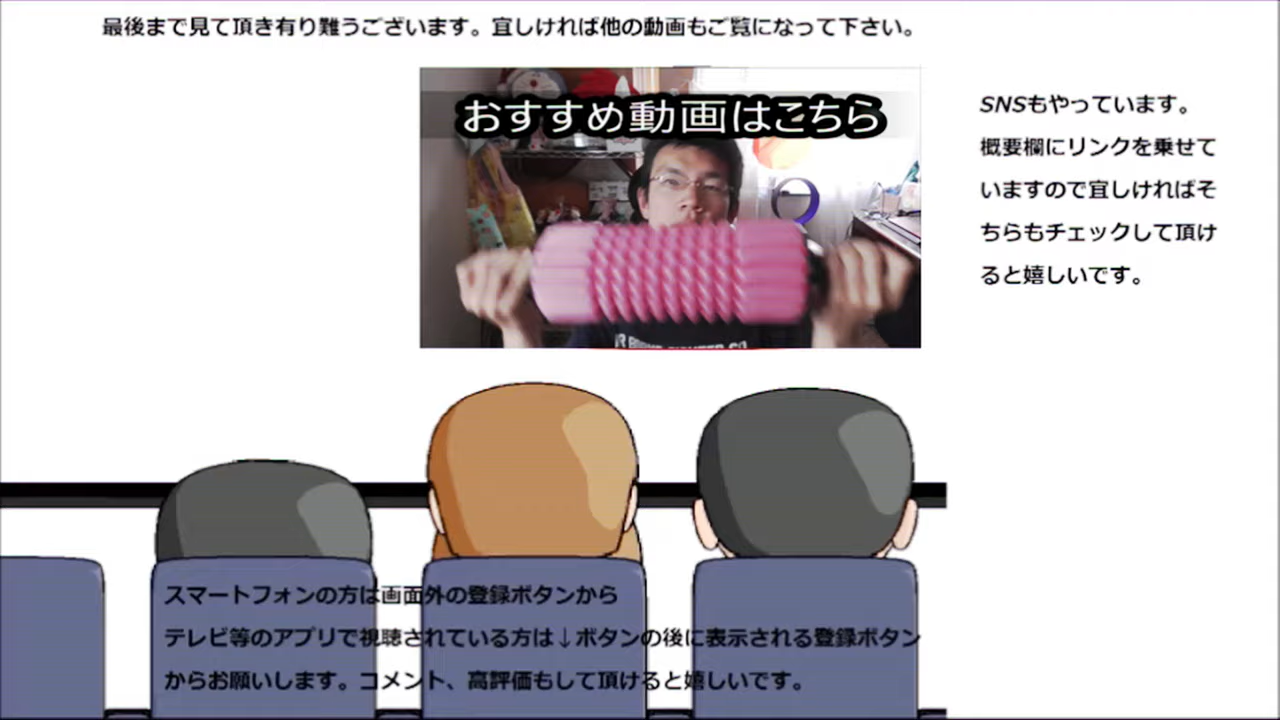 最後まで見て頂き有り難うございます。宜しければ他の動画もご覧になって下さい。
おすすめ動画はこちら
SNSもやっています。
概要欄にリンクを乗せて
いますので宜しければそ
ちらもチェックして頂け
ると嬉しいです。
スマートフォンの方は画面外の登録ボタンから
テレビ等のアプリで視聴されている方は↓ボタンの後に表示される登録ボタン
からお願いします。コメント、高評価もして頂けると嬉しいです。